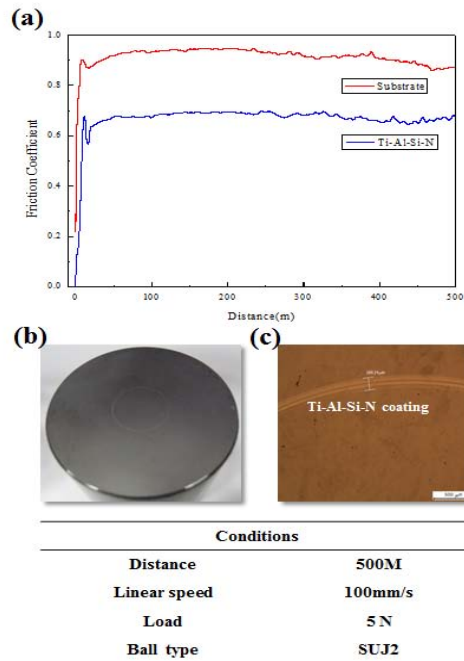 (a)
1.0
0.8
0.6
0.4
0.2
0.0
Friction Coefficient
Substrate
Ti-Al-Si-N
0 100 200 300 400 500
Distance(m)
(b)
(c)
Ti-Al-Si-N coating
Conditions
Distance 500M
Linear speed 100mm/s
Load 5 N
Ball type SUJ2